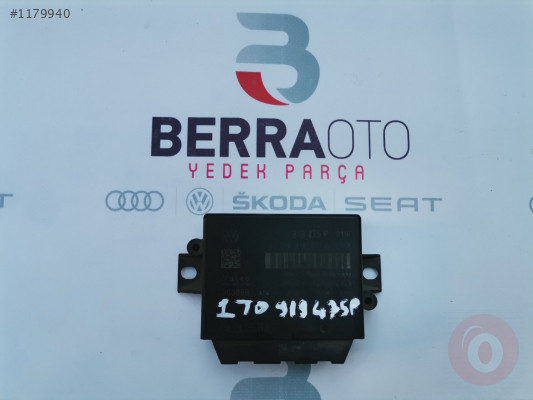 #1179940
BERRAOTO
YEDEK PARÇA
ŠKODA SEAT
1T0 919 475P